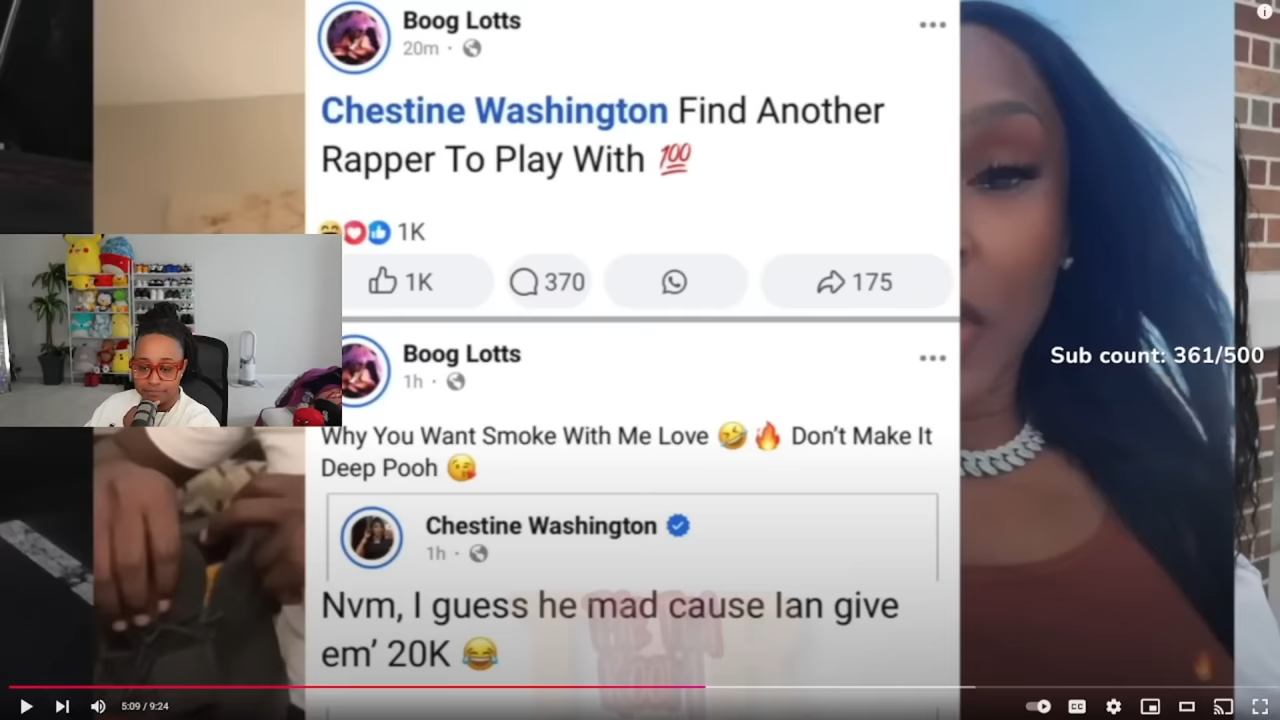 Boog Lotts
20m ·
Chestine Washington Find Another
Rapper To Play With 💯
1K
1K 370 175
Boog Lotts
1h ·
Why You Want Smoke With Me Love 🤣🔥 Don't Make It
Deep Pooh 😘
Chestine Washington
1h ·
Nvm, I guess he mad cause Ian give
em' 20K 😂
Sub count: 361/500
5:09 / 9:24
CC